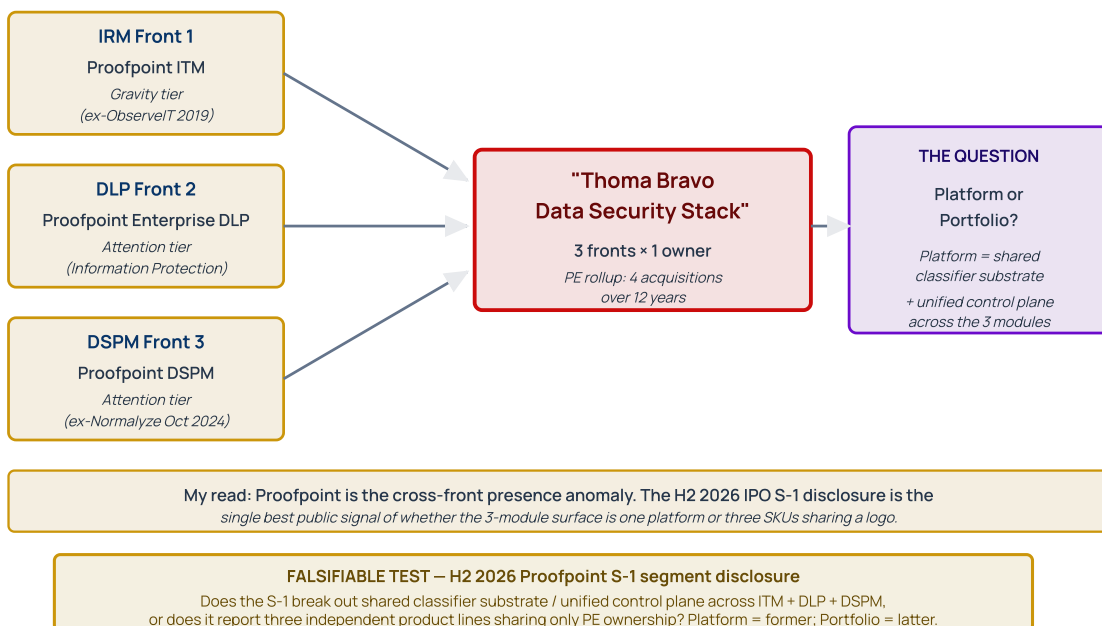 IRM Front 1
Proofpoint ITM
Gravity tier
(ex-ObserveIT 2019)
DLP Front 2
Proofpoint Enterprise DLP
Attention tier
(Information Protection)
DSPM Front 3
Proofpoint DSPM
Attention tier
(ex-Normalyze Oct 2024)
"Thoma Bravo
Data Security Stack"
3 fronts × 1 owner
PE rollup: 4 acquisitions
over 12 years
THE QUESTION
Platform or
Portfolio?
Platform = shared
classifier substrate
+ unified control plane
across the 3 modules
My read: Proofpoint is the cross-front presence anomaly. The H2 2026 IPO S-1 disclosure is the
single best public signal of whether the 3-module surface is one platform or three SKUs sharing a logo.
FALSIFIABLE TEST — H2 2026 Proofpoint S-1 segment disclosure
Does the S-1 break out shared classifier substrate / unified control plane across ITM + DLP + DSPM,
or does it report three independent product lines sharing only PE ownership? Platform = former; Portfolio = latter.